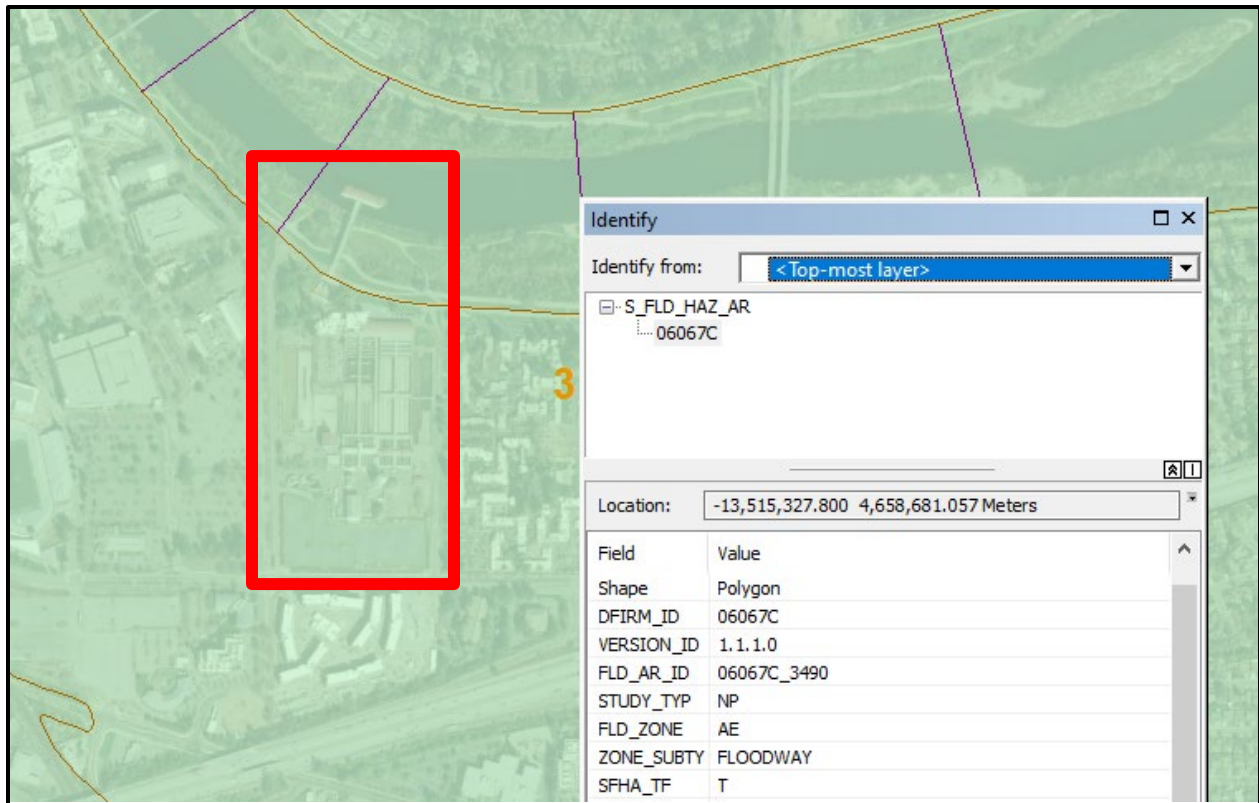 3
Identify
Identify from: <Top-most layer>
S_FLD_HAZ_AR
06067C
Location: -13,515,327.800 4,658,681.057 Meters
Field Value
Shape Polygon
DFIRM_ID 06067C
VERSION_ID 1.1.1.0
FLD_AR_ID 06067C_3490
STUDY_TYP NP
FLD_ZONE AE
ZONE_SUBTY FLOODWAY
SFHA_TF T